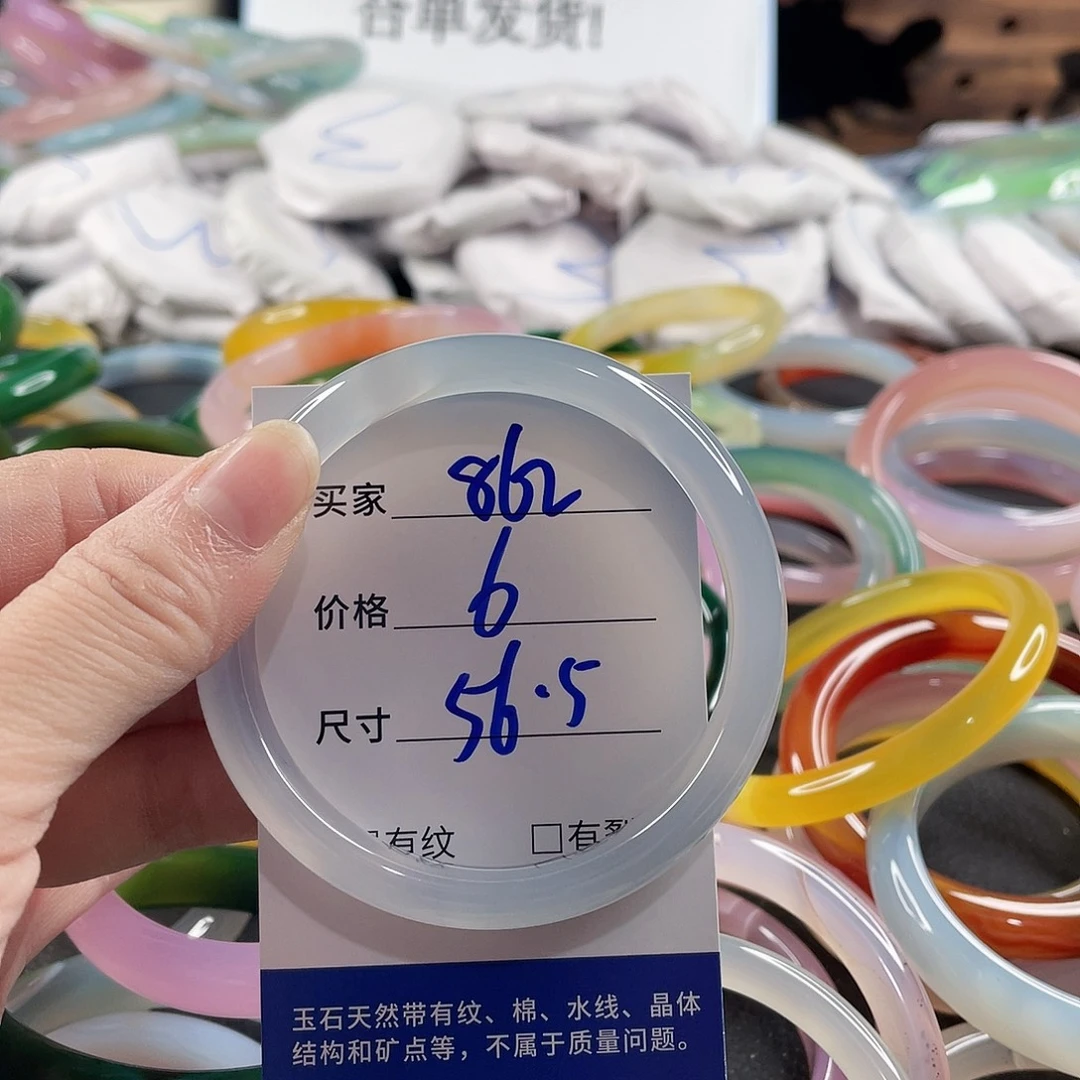 台单发货!
买家 862
价格 6
尺寸 56.5
有纹 □有裂
玉石天然带有纹、棉、水线、晶体
结构和矿点等，不属于质量问题。